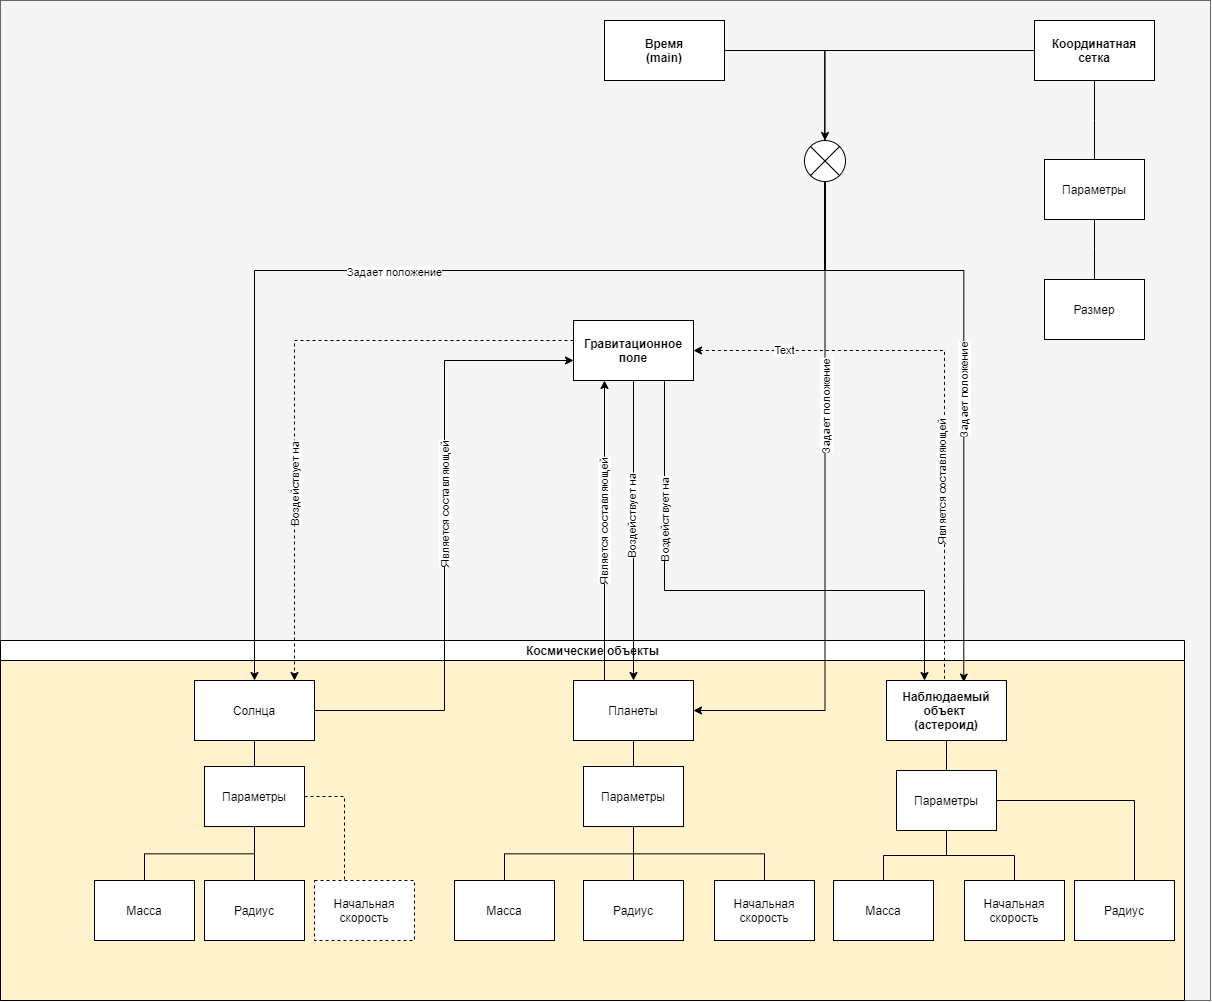 Время
(main)
Координатная
сетка
Параметры
Размер
Задает положение
Гравитационное
поле
Text
Воздействует на
Является составляющей
Является составляющей
Воздействует на
Воздействует на
Задает положение
Является составляющей
Задает положение
Космические объекты
Солнца
Планеты
Наблюдаемый
объект
(астероид)
Параметры
Параметры
Параметры
Масса
Радиус
Начальная
скорость
Масса
Радиус
Начальная
скорость
Масса
Начальная
скорость
Радиус